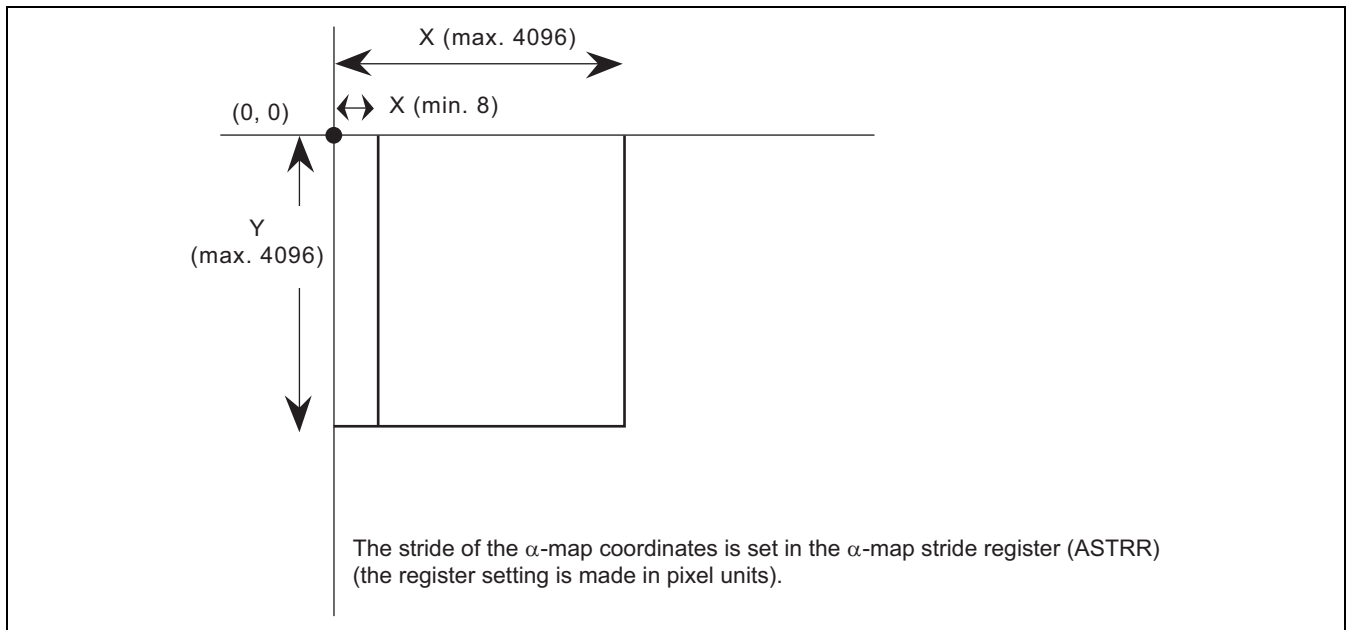 X (max. 4096)
(0, 0)
X (min. 8)
Y
(max. 4096)
The stride of the α-map coordinates is set in the α-map stride register (ASTRR)
(the register setting is made in pixel units).